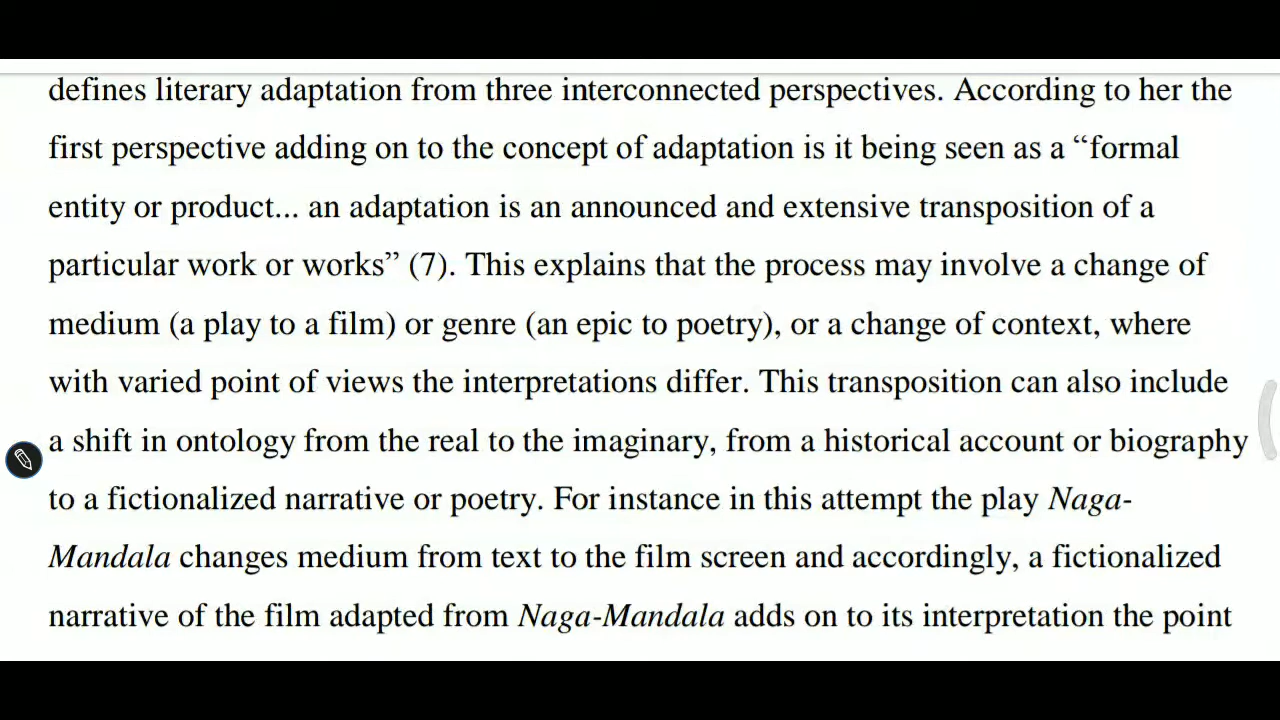 defines literary adaptation from three interconnected perspectives. According to her the
first perspective adding on to the concept of adaptation is it being seen as a “formal
entity or product... an adaptation is an announced and extensive transposition of a
particular work or works” (7). This explains that the process may involve a change of
medium (a play to a film) or genre (an epic to poetry), or a change of context, where
with varied point of views the interpretations differ. This transposition can also include
a shift in ontology from the real to the imaginary, from a historical account or biography
to a fictionalized narrative or poetry. For instance in this attempt the play Naga-
Mandala changes medium from text to the film screen and accordingly, a fictionalized
narrative of the film adapted from Naga-Mandala adds on to its interpretation the point